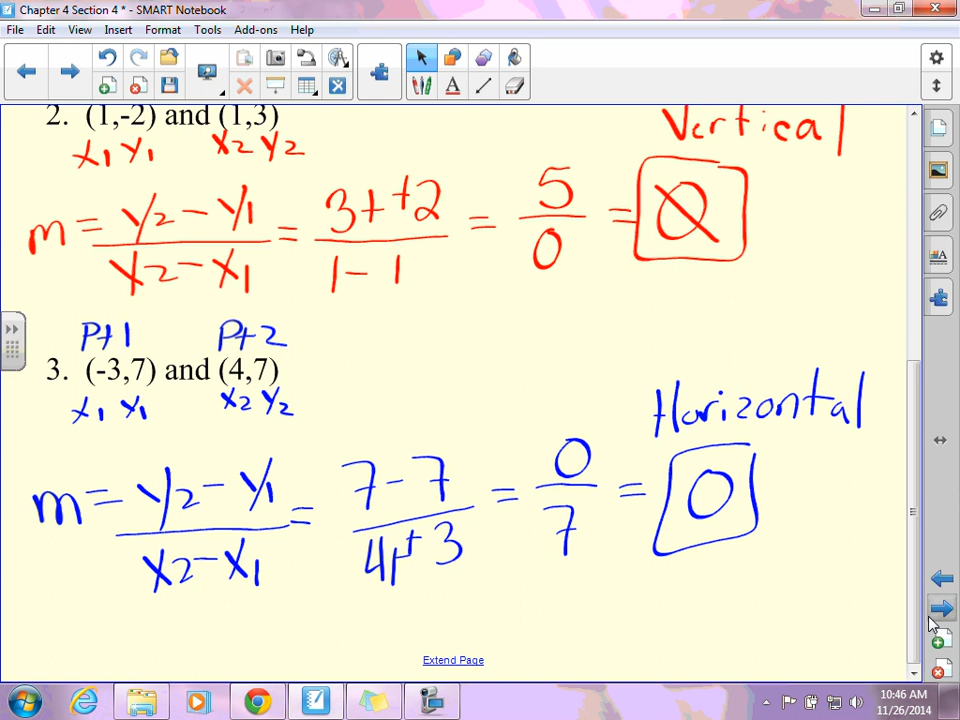 Chapter 4 Section 4 * - SMART Notebook
File Edit View Insert Format Tools Add-ons Help
2. (1,-2) and (1,3)
x1 y1 x2 y2
Vertical
m = y2 - y1 / x2 - x1 = 3 + +2 / 1 - 1 = 5/0 = ∅
Pt 1 Pt 2
3. (-3,7) and (4,7)
x1 y1 x2 y2
Horizontal
m = y2 - y1 / x2 - x1 = 7 - 7 / 4 + + 3 = 0/7 = 0
Extend Page
10:46 AM
11/26/2014